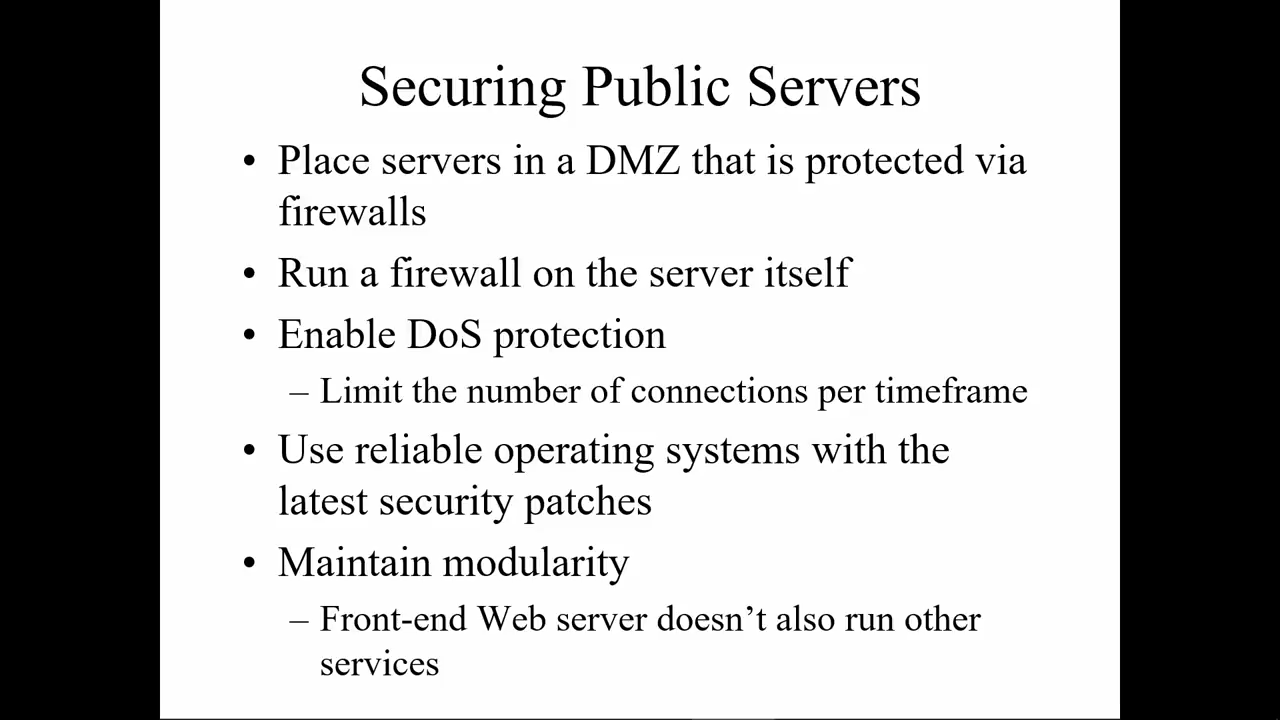 Securing Public Servers
• Place servers in a DMZ that is protected via
firewalls
• Run a firewall on the server itself
• Enable DoS protection
– Limit the number of connections per timeframe
• Use reliable operating systems with the
latest security patches
• Maintain modularity
– Front-end Web server doesn’t also run other
services